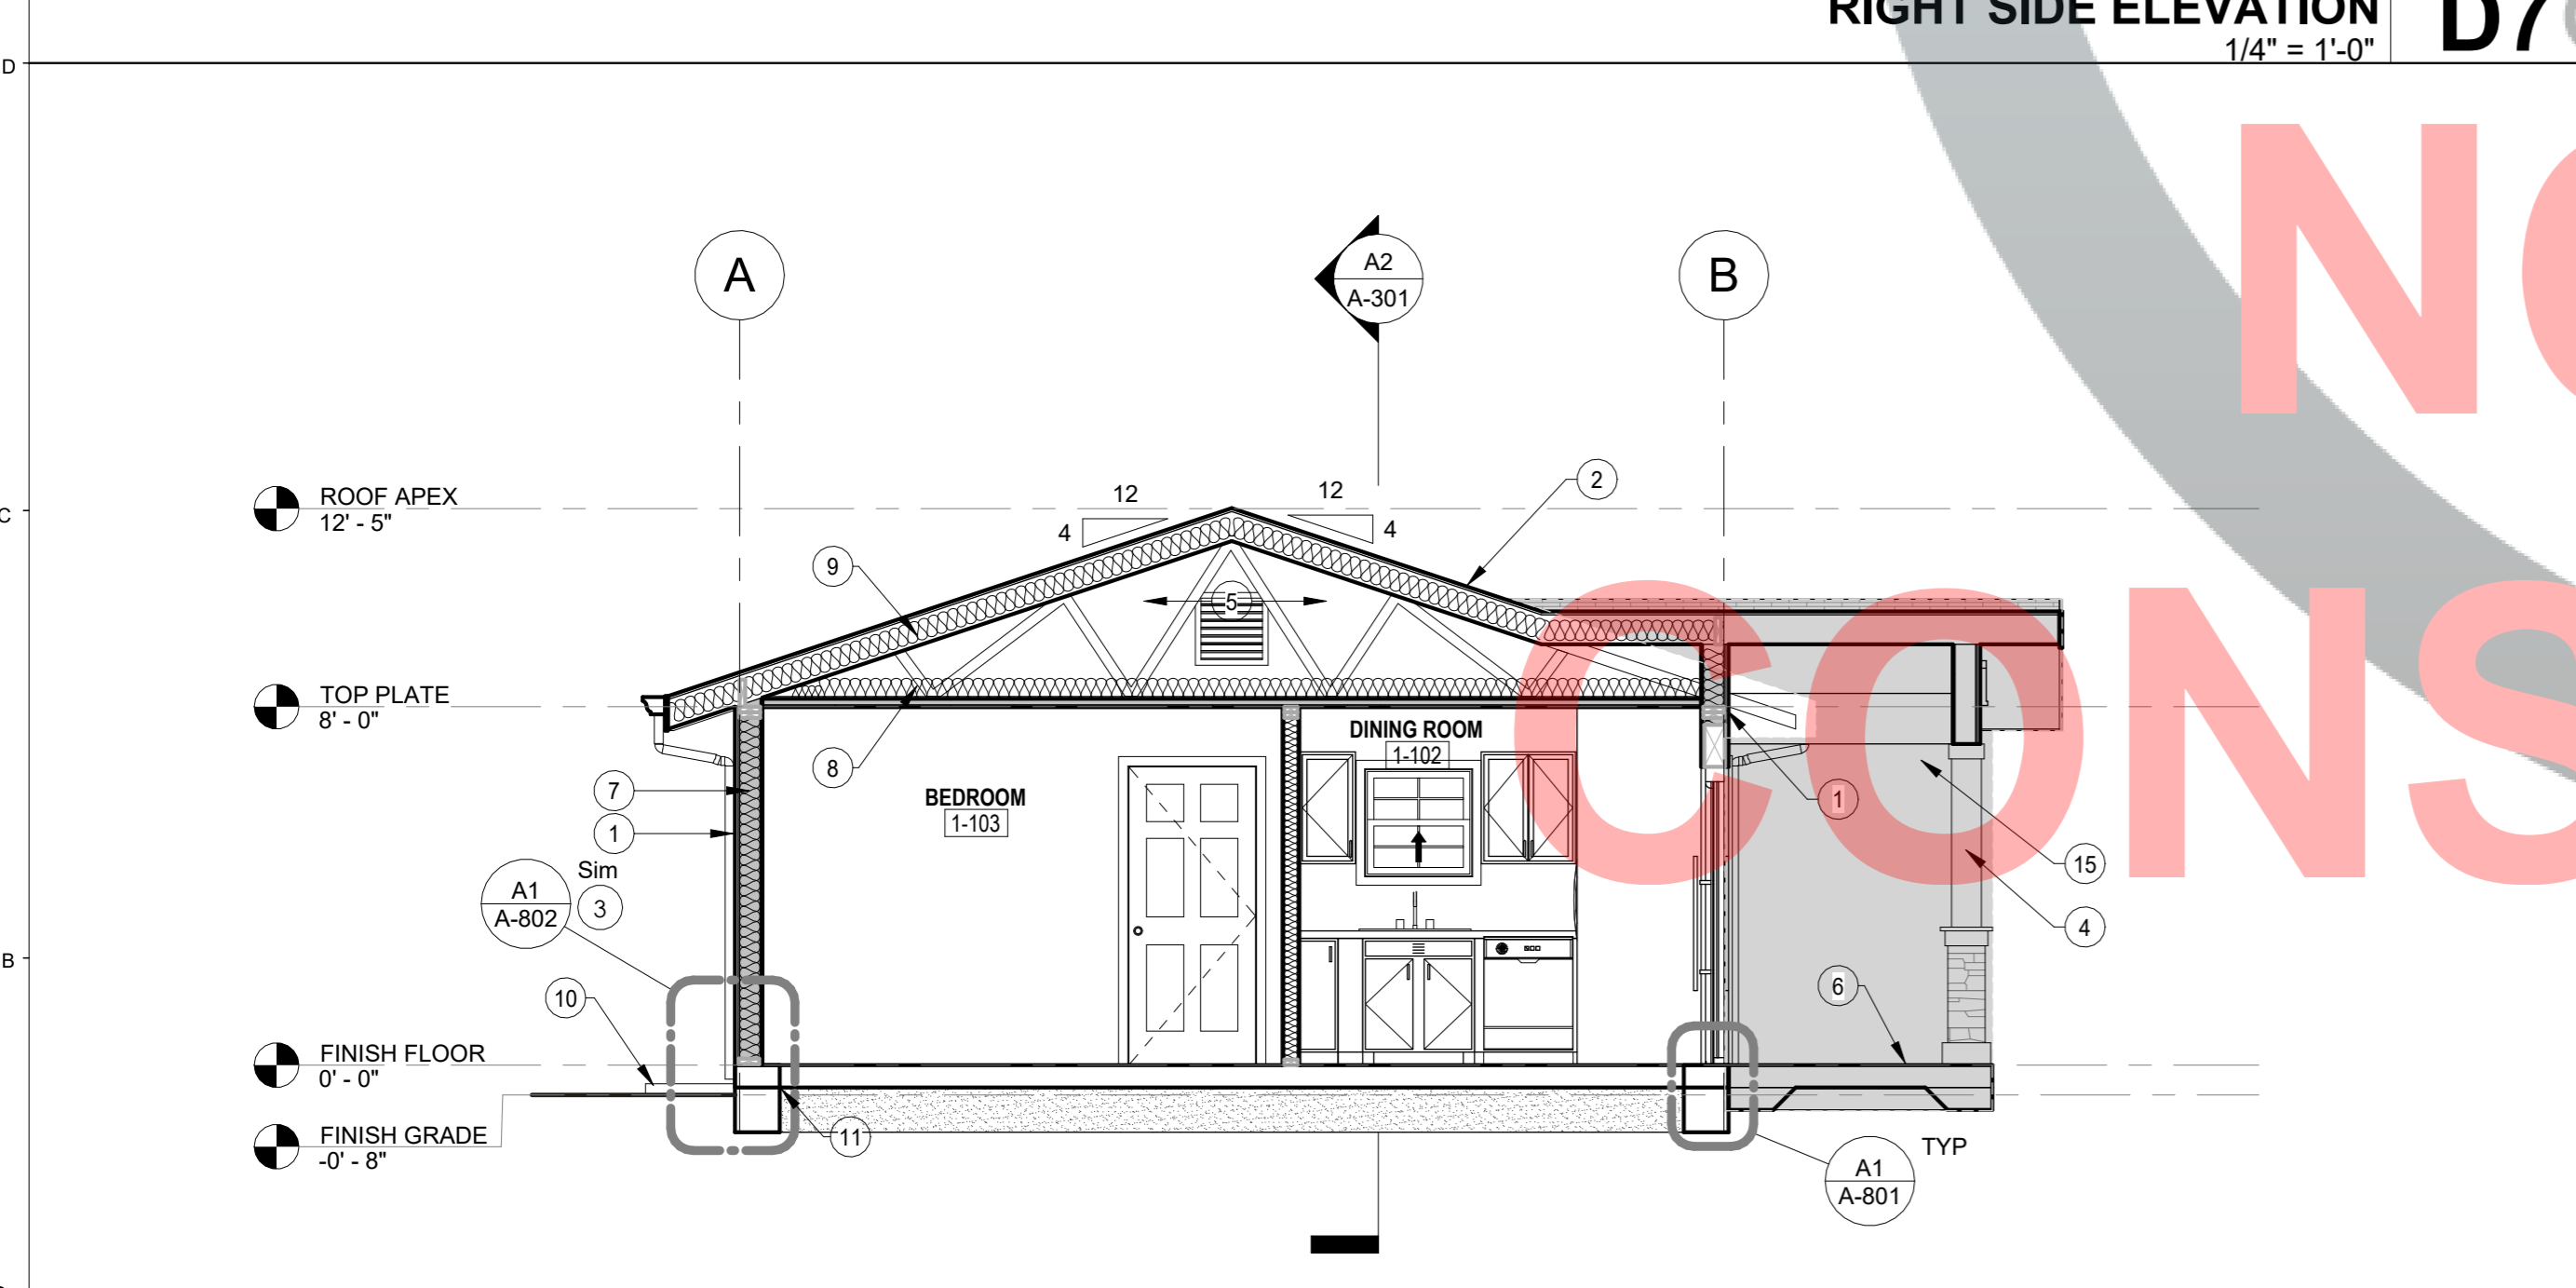 RIGHT SIDE ELEVATION
1/4" = 1'-0"
D7
D
A
A2
A-301
B
C
ROOF APEX
12' - 5"
12
4
12
4
2
9
5
TOP PLATE
8' - 0"
8
7
1
BEDROOM
1-103
DINING ROOM
1-102
1
15
4
A1
A-802
Sim
3
B
10
6
FINISH FLOOR
0' - 0"
FINISH GRADE
-0' - 8"
11
A1
A-801
TYP
CONS